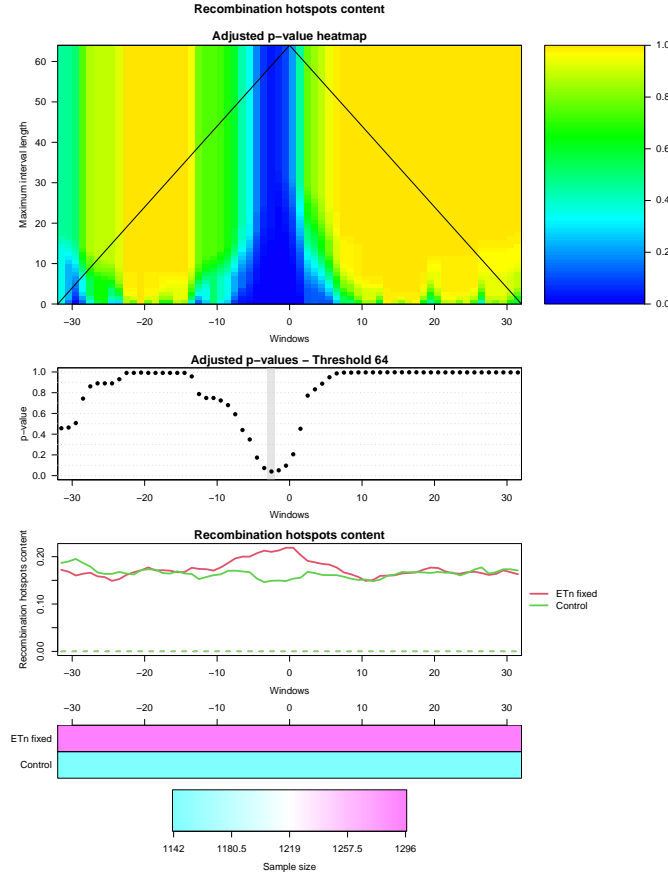 Recombination hotspots content
Adjusted p-value heatmap
Maximum interval length
60
50
40
30
20
10
0
−30 −20 −10 0 10 20 30
Windows
1.0
0.8
0.6
0.4
0.2
0.0
Adjusted p-values − Threshold 64
p-value
1.0
0.8
0.6
0.4
0.2
0.0
−30 −20 −10 0 10 20 30
Windows
Recombination hotspots content
Recombination hotspots content
0.20
0.10
0.00
ETn fixed
Control
−30 −20 −10 0 10 20 30
Windows
−30 −20 −10 0 10 20 30
ETn fixed
Control
1142 1180.5 1219 1257.5 1296
Sample size